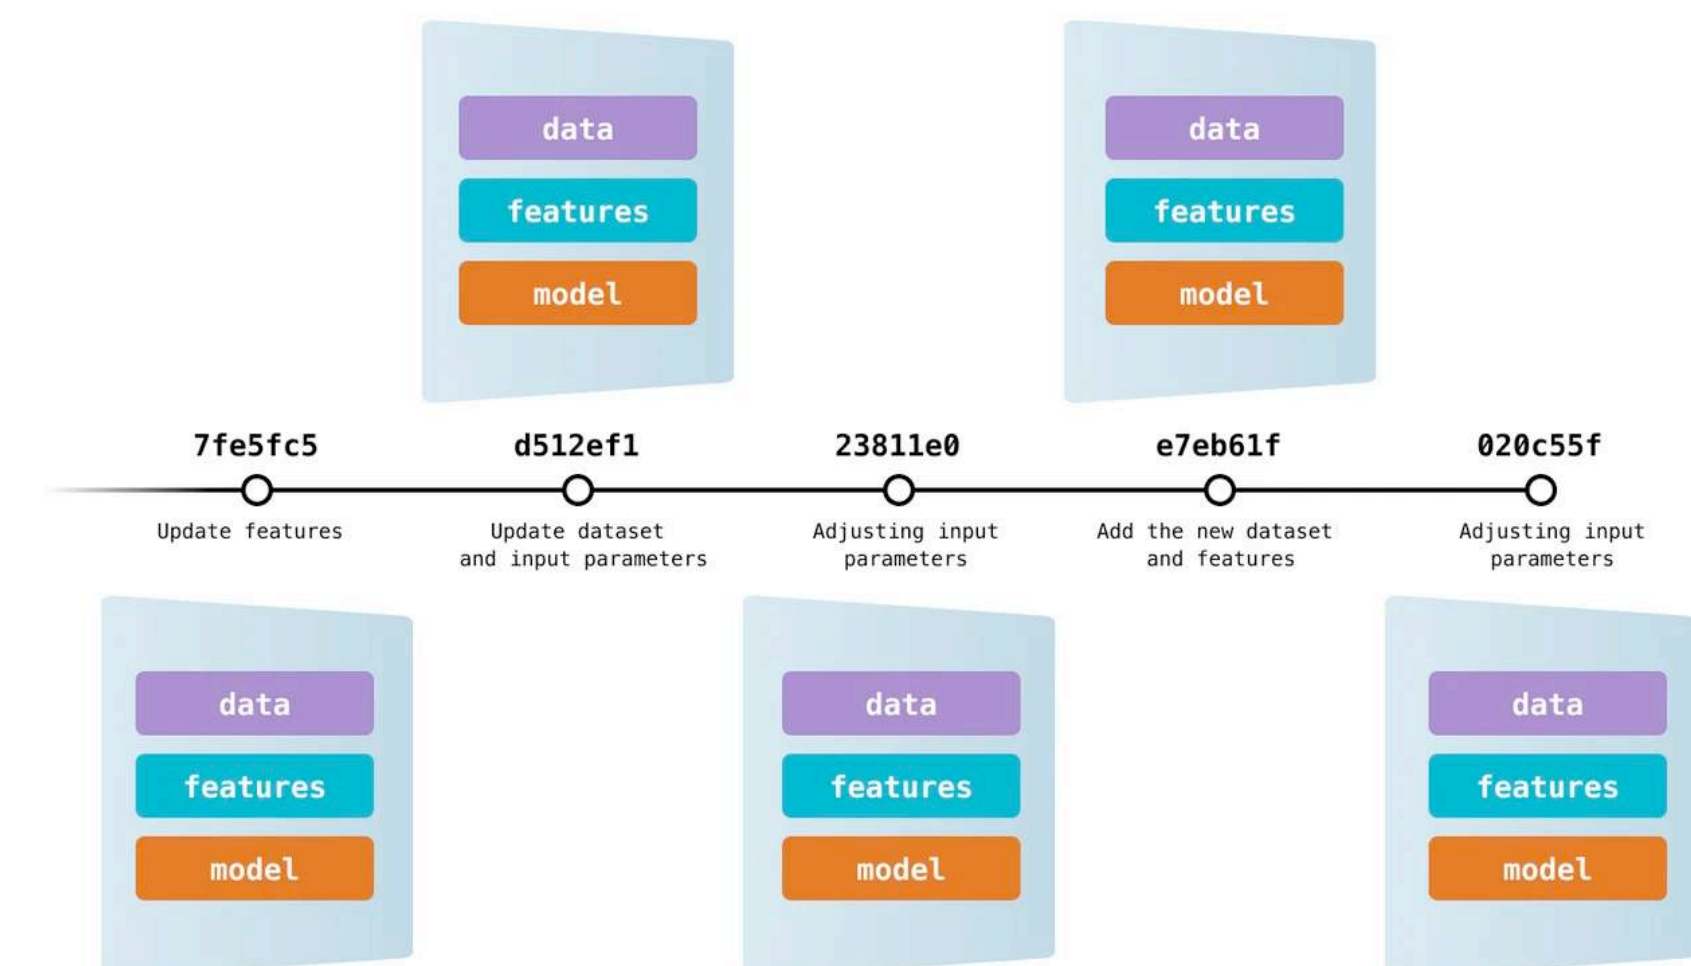 data
features
model
data
features
model
7fe5fc5
d512ef1
23811e0
e7eb61f
020c55f
Update features
Update dataset
and input parameters
Adjusting input
parameters
Add the new dataset
and features
Adjusting input
parameters
data
features
model
data
features
model
data
features
model